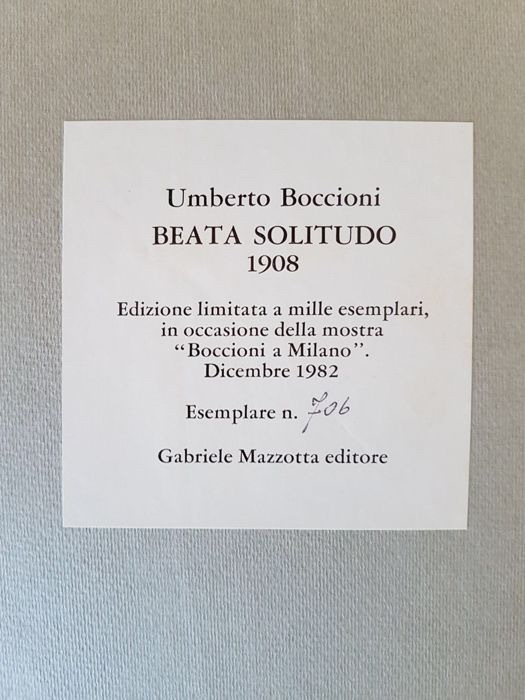 Umberto Boccioni
BEATA SOLITUDO
1908
Edizione limitata a mille esemplari,
in occasione della mostra
“Boccioni a Milano”.
Dicembre 1982
Esemplare n. 706
Gabriele Mazzotta editore